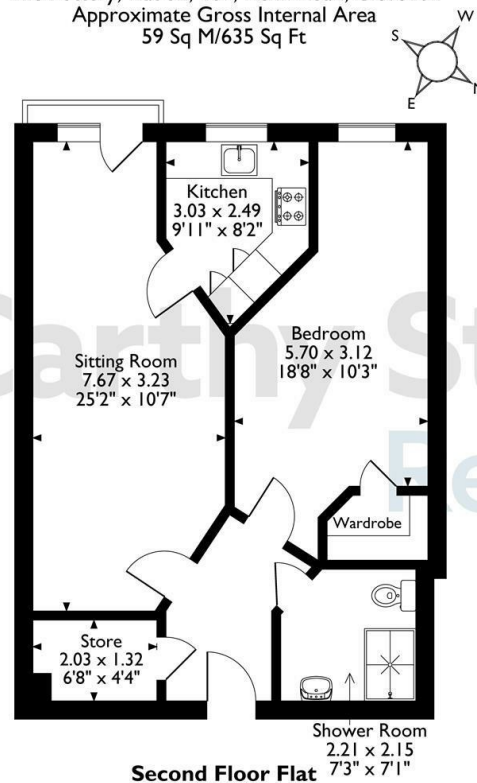 Approximate Gross Internal Area
59 Sq M/635 Sq Ft
W
S
N
E
Kitchen
3.03 x 2.49
9'11" x 8'2"
Sitting Room
7.67 x 3.23
25'2" x 10'7"
Bedroom
5.70 x 3.12
18'8" x 10'3"
Wardrobe
Store
2.03 x 1.32
6'8" x 4'4"
Shower Room
2.21 x 2.15
7'3" x 7'1"
Second Floor Flat